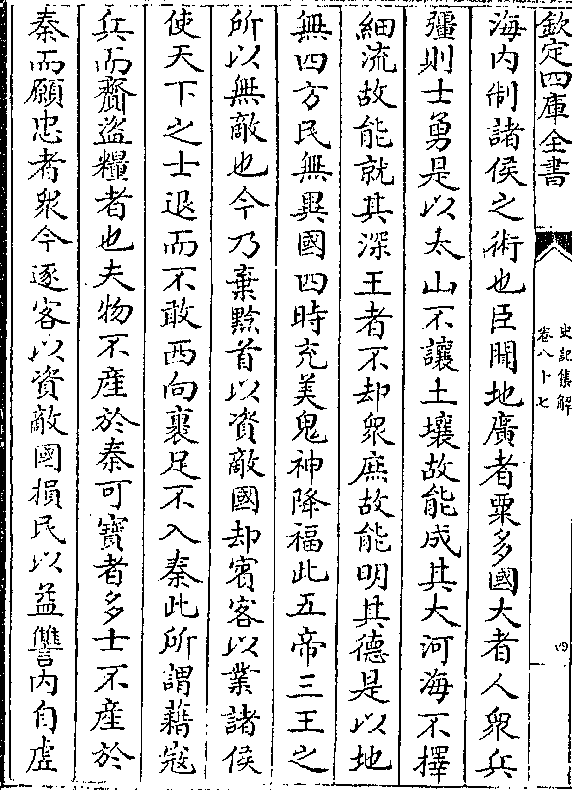 欽定四庫全書
史記集解
卷八十七
四
海内制諸侯之術也臣聞地廣者粟多國大者人衆兵
彊則士勇是以太山不讓土壤故能成其大河海不擇
細流故能就其深王者不却衆庶故能明其德是以地
無四方民無異國四時充美鬼神降福此五帝三王之
所以無敵也今乃棄黔首以資敵國却賓客以業諸侯
使天下之士退而不敢西向裹足不入秦此所謂藉宼
兵而齎盜糧者也夫物不產於秦可寶者多士不產於
秦而願忠者衆今逐客以資敵國損民以益讐内自虛